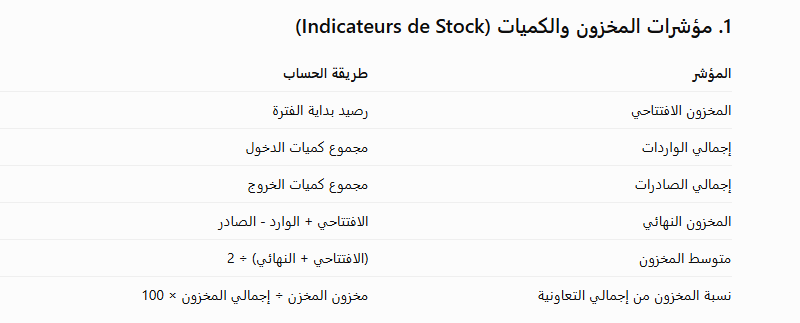 1. مؤشرات المخزون والكميات (Indicateurs de Stock)
المؤشر طريقة الحساب
المخزون الافتتاحي رصيد بداية الفترة
إجمالي الواردات مجموع كميات الدخول
إجمالي الصادرات مجموع كميات الخروج
المخزون النهائي الافتتاحي + الوارد - الصادر
متوسط المخزون (الافتتاحي + النهائي) ÷ 2
نسبة المخزون من إجمالي التعاونية مخزون المخزن ÷ إجمالي المخزون × 100